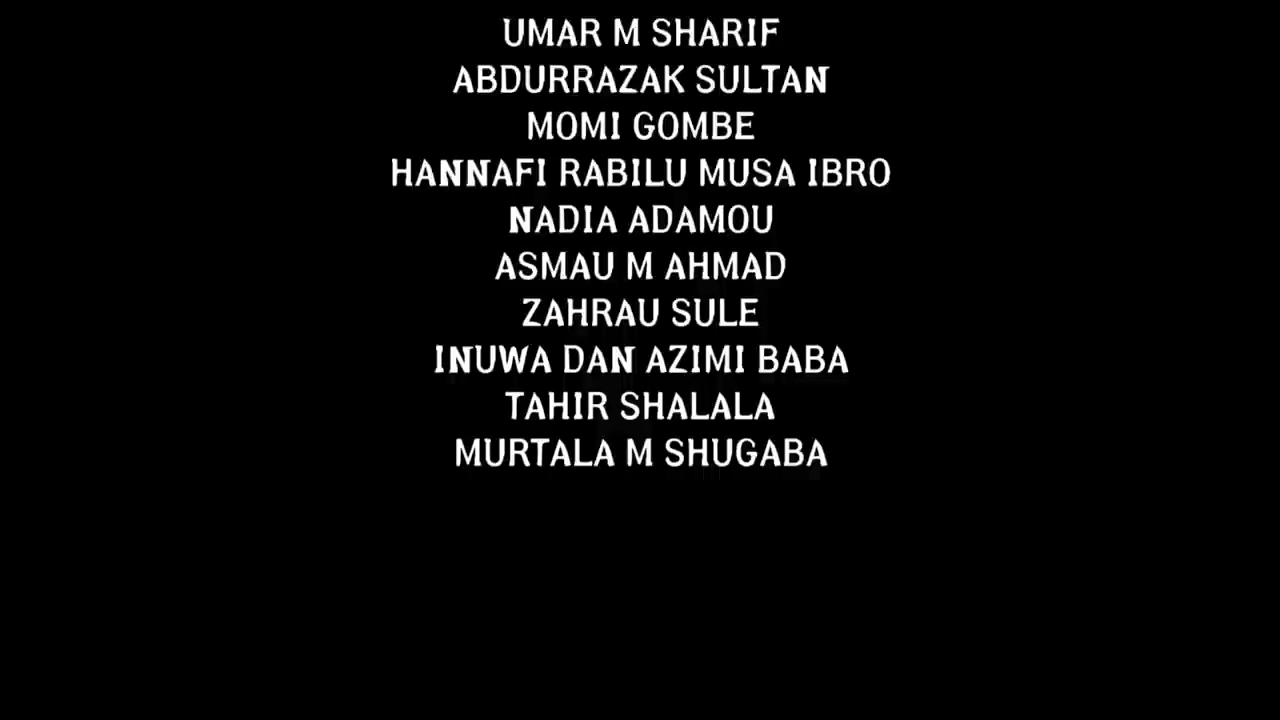 UMAR M SHARIF
ABDURRAZAK SULTAN
MOMI GOMBE
HANNAFI RABILU MUSA IBRO
NADIA ADAMOU
ASMAU M AHMAD
ZAHRAU SULE
INUWA DAN AZIMI BABA
TAHIR SHALALA
MURTALA M SHUGABA